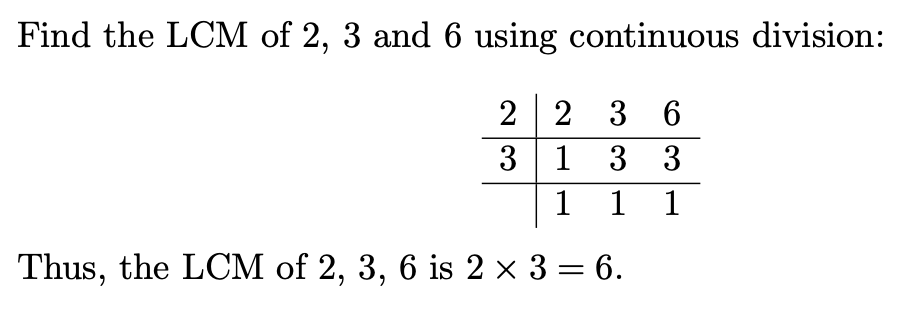 Find the LCM of 2, 3 and 6 using continuous division:
2 2 3 6
3 1 3 3
1 1 1
Thus, the LCM of 2, 3, 6 is 2 × 3 = 6.